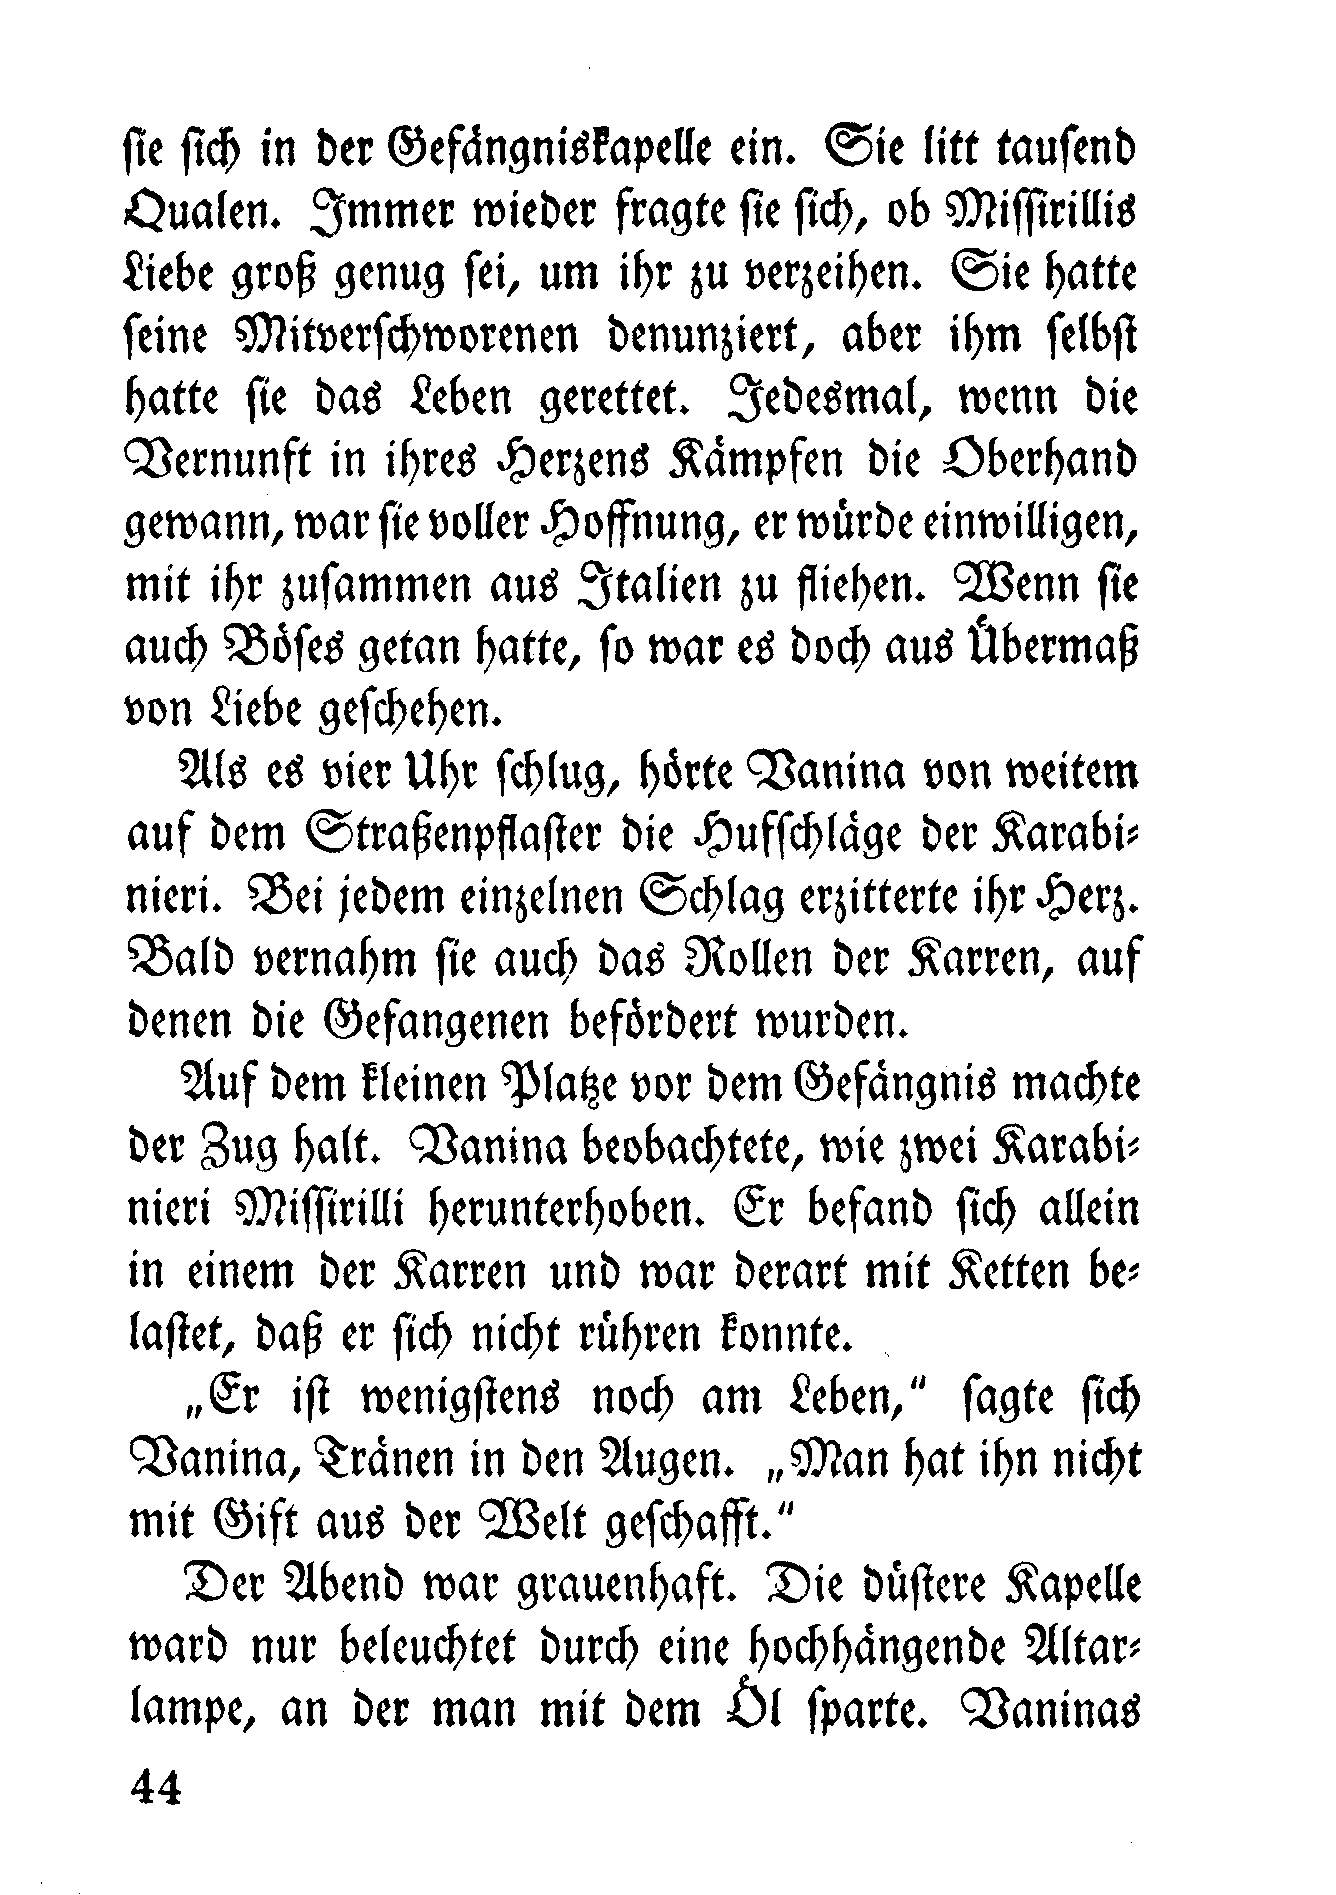 sie sich in der Gefängniskapelle ein. Sie litt tausend
Qualen. Immer wieder fragte sie sich, ob Missirillis
Liebe groß genug sei, um ihr zu verzeihen. Sie hatte
seine Mitverschworenen denunziert, aber ihm selbst
hatte sie das Leben gerettet. Jedesmal, wenn die
Vernunft in ihres Herzens Kämpfen die Oberhand
gewann, war sie voller Hoffnung, er würde einwilligen,
mit ihr zusammen aus Italien zu fliehen. Wenn sie
auch Böses getan hatte, so war es doch aus Übermaß
von Liebe geschehen.
Als es vier Uhr schlug, hörte Vanina von weitem
auf dem Straßenpflaster die Hufschläge der Karabi-
nieri. Bei jedem einzelnen Schlag erzitterte ihr Herz.
Bald vernahm sie auch das Rollen der Karren, auf
denen die Gefangenen befördert wurden.
Auf dem kleinen Platze vor dem Gefängnis machte
der Zug halt. Vanina beobachtete, wie zwei Karabi-
nieri Missirilli herunterhoben. Er befand sich allein
in einem der Karren und war derart mit Ketten be-
lastet, daß er sich nicht rühren konnte.
„Er ist wenigstens noch am Leben,“ sagte sich
Vanina, Tränen in den Augen. „Man hat ihn nicht
mit Gift aus der Welt geschafft.“
Der Abend war grauenhaft. Die düstere Kapelle
ward nur beleuchtet durch eine hochhängende Altar-
lampe, an der man mit dem Öl sparte. Vaninas
44